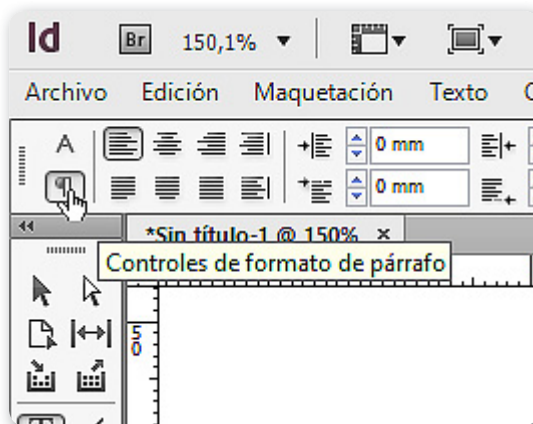 Id Br 150,1%
Archivo Edición Maquetación Texto
A 0 mm
¶ 0 mm
*Sin título-1 @ 150% ×
Controles de formato de párrafo
5
0
T